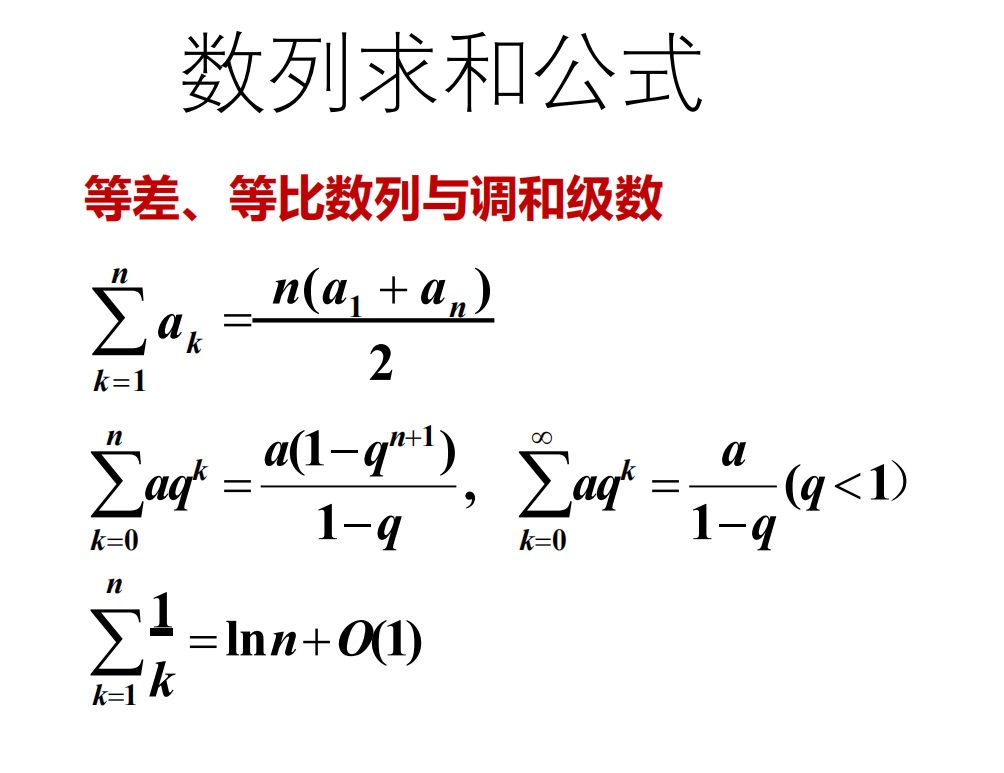 数列求和公式
等差、等比数列与调和级数
$\sum_{k=1}^{n} a_k = \frac{n(a_1 + a_n)}{2}$
$\sum_{k=0}^{n} aq^k = \frac{a(1-q^{n+1})}{1-q}, \sum_{k=0}^{\infty} aq^k = \frac{a}{1-q} (q<1)$
$\sum_{k=1}^{n} \frac{1}{k} = \ln n + O(1)$